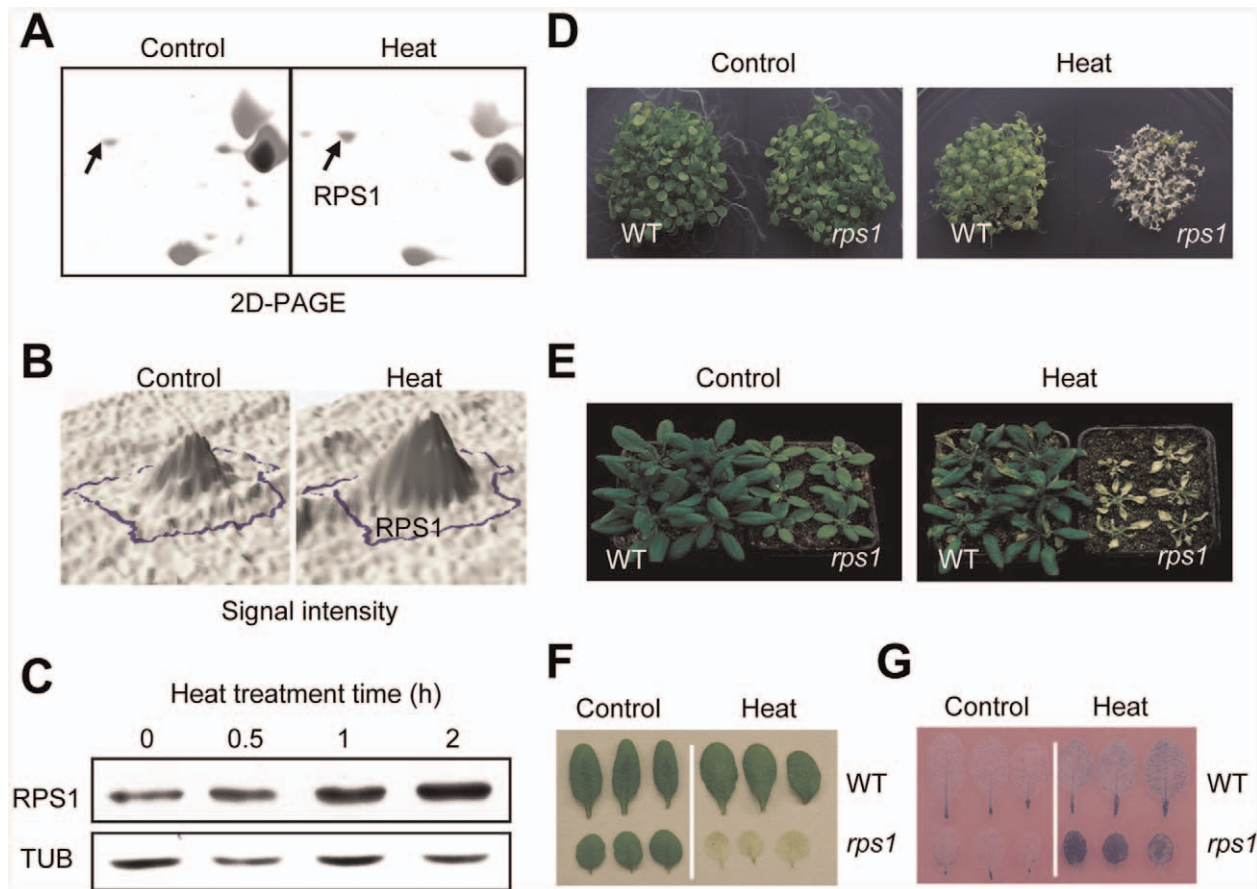 A
Control Heat
RPS1
2D-PAGE
B
Control Heat
RPS1
Signal intensity
C
Heat treatment time (h)
0 0.5 1 2
RPS1
TUB
D
Control Heat
WT rps1 WT rps1
E
Control Heat
WT rps1 WT rps1
F
Control Heat
WT
rps1
G
Control Heat
WT
rps1